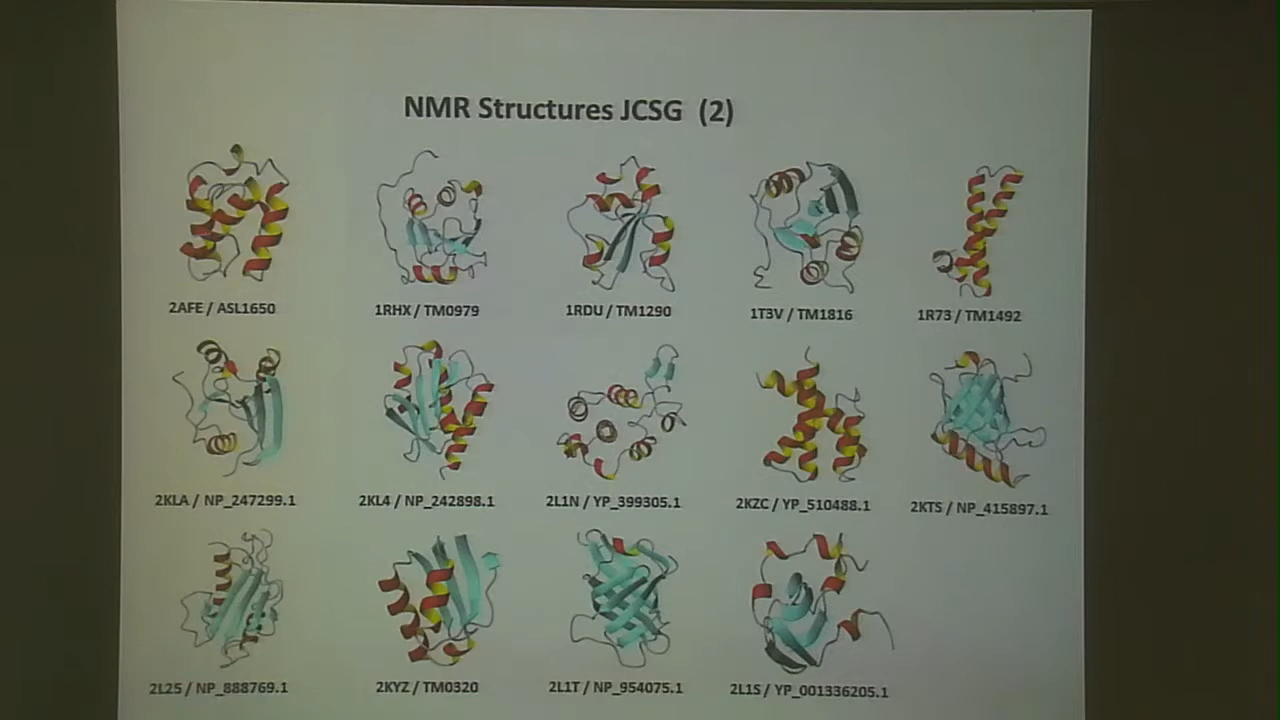 NMR Structures JCSG (2)
2AFE / ASL1650
1RHX / TM0979
1RDU / TM1290
1T3V / TM1816
1R73 / TM1492
2KLA / NP_247299.1
2KL4 / NP_242898.1
2L1N / YP_399305.1
2KZC / YP_510488.1
2KTS / NP_415897.1
2L25 / NP_888769.1
2KYZ / TM0320
2L1T / NP_954075.1
2L1S / YP_001336205.1